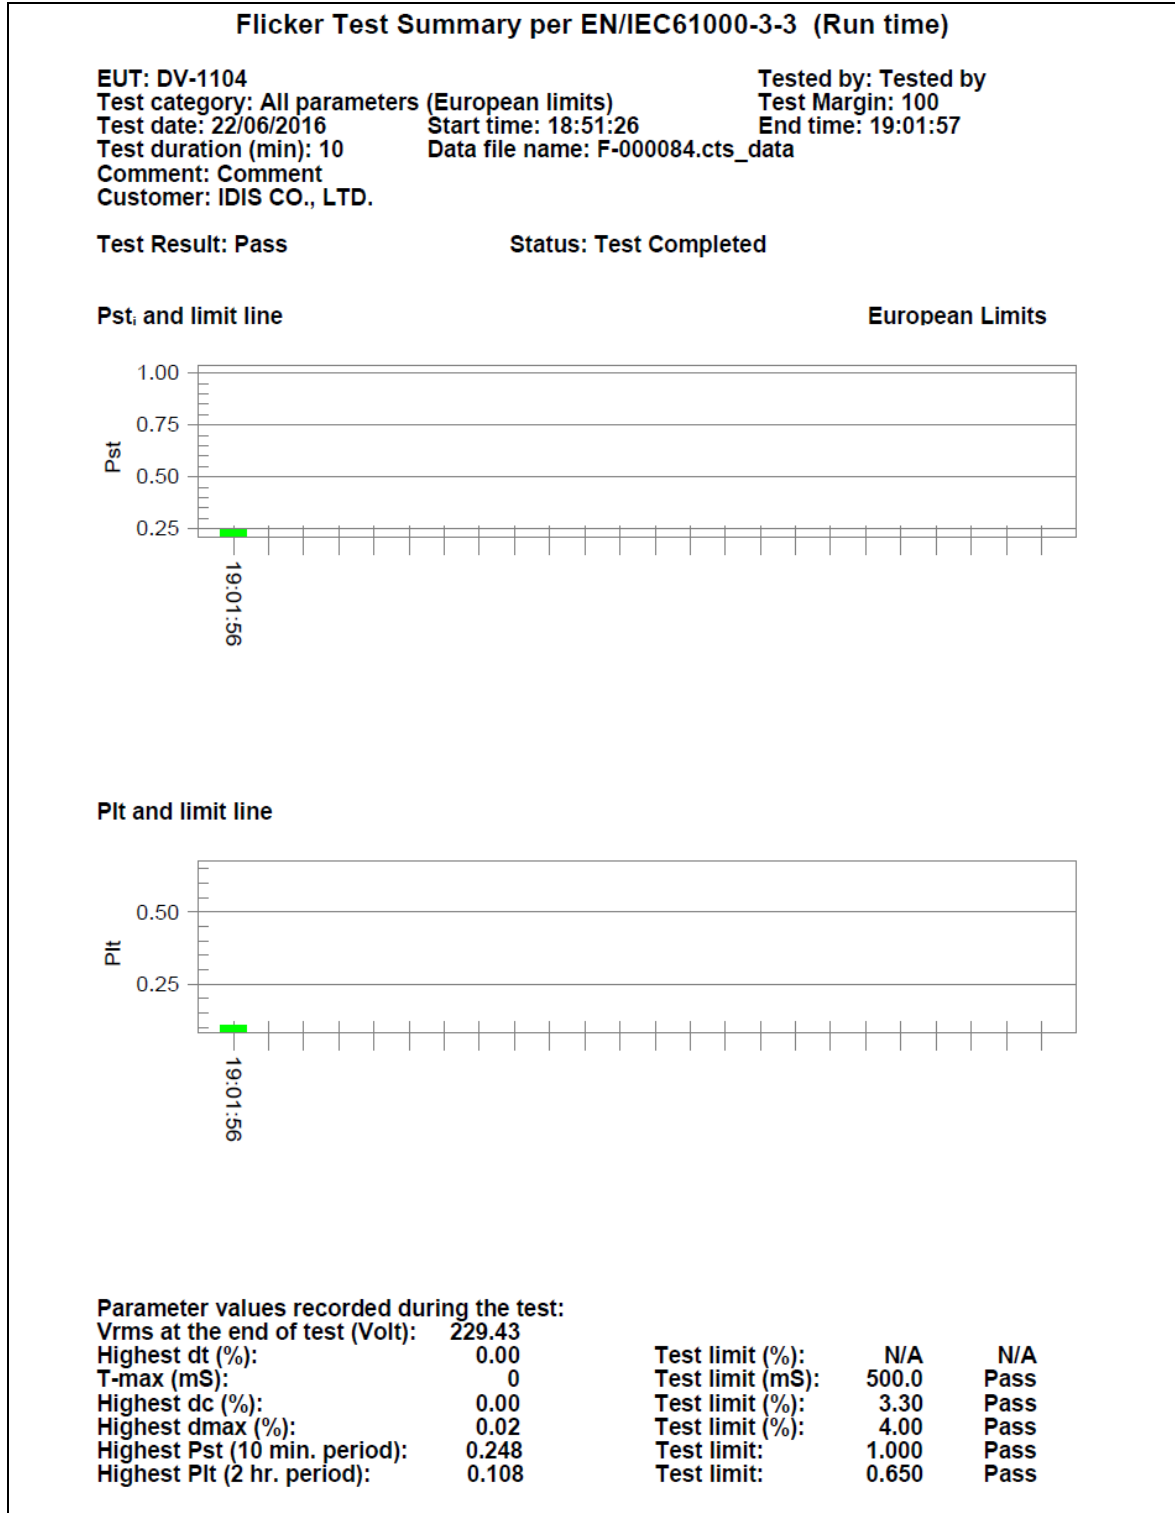 Flicker Test Summary per EN/IEC61000-3-3 (Run time)
EUT: DV-1104 Tested by: Tested by
Test category: All parameters (European limits) Test Margin: 100
Test date: 22/06/2016 Start time: 18:51:26 End time: 19:01:57
Test duration (min): 10 Data file name: F-000084.cts_data
Comment: Comment
Customer: IDIS CO., LTD.
Test Result: Pass Status: Test Completed
Pstᵢ and limit line European Limits
1.00
0.75
Pst
0.50
0.25
19:01:56
Plt and limit line
0.50
Plt
0.25
19:01:56
Parameter values recorded during the test:
Vrms at the end of test (Volt): 229.43
Highest dt (%): 0.00 Test limit (%): N/A N/A
T-max (mS): 0 Test limit (mS): 500.0 Pass
Highest dc (%): 0.00 Test limit (%): 3.30 Pass
Highest dmax (%): 0.02 Test limit (%): 4.00 Pass
Highest Pst (10 min. period): 0.248 Test limit: 1.000 Pass
Highest Plt (2 hr. period): 0.108 Test limit: 0.650 Pass